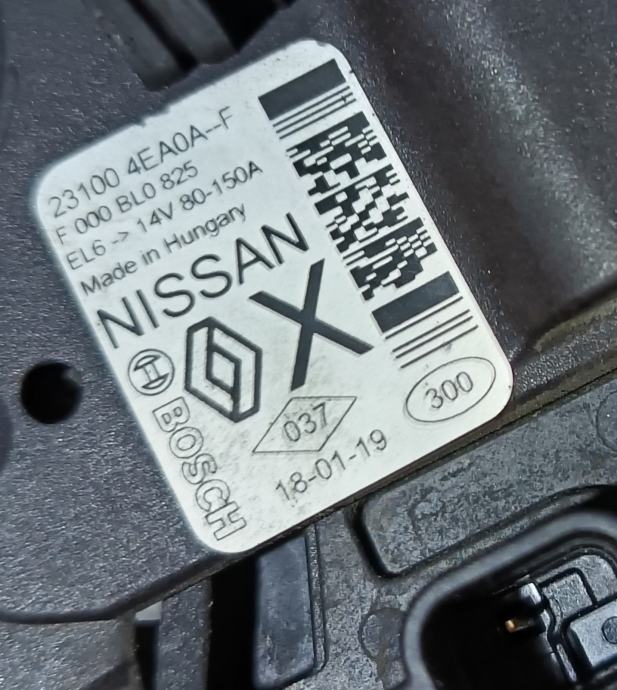 23100 4EA0A--F
F 000 BL0 825
EL6 -> 14V 80-150A
Made in Hungary
NISSAN
X
BOSCH
037
300
18-01-19